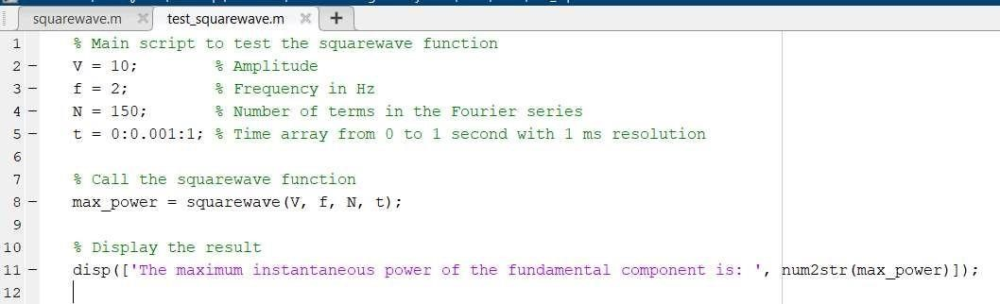 squarewave.m × test_squarewave.m × +
1 % Main script to test the squarewave function
2 – V = 10; % Amplitude
3 – f = 2; % Frequency in Hz
4 – N = 150; % Number of terms in the Fourier series
5 – t = 0:0.001:1; % Time array from 0 to 1 second with 1 ms resolution
6
7 % Call the squarewave function
8 – max_power = squarewave(V, f, N, t);
9
10 % Display the result
11 – disp(['The maximum instantaneous power of the fundamental component is: ', num2str(max_power)]);
12